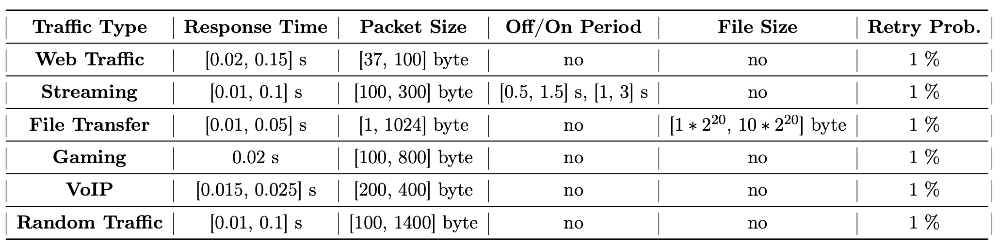 Traffic Type | Response Time | Packet Size | Off/On Period | File Size | Retry Prob.
Web Traffic | [0.02, 0.15] s | [37, 100] byte | no | no | 1 %
Streaming | [0.01, 0.1] s | [100, 300] byte | [0.5, 1.5] s, [1, 3] s | no | 1 %
File Transfer | [0.01, 0.05] s | [1, 1024] byte | no | [1 * 2^20, 10 * 2^20] byte | 1 %
Gaming | 0.02 s | [100, 800] byte | no | no | 1 %
VoIP | [0.015, 0.025] s | [200, 400] byte | no | no | 1 %
Random Traffic | [0.01, 0.1] s | [100, 1400] byte | no | no | 1 %